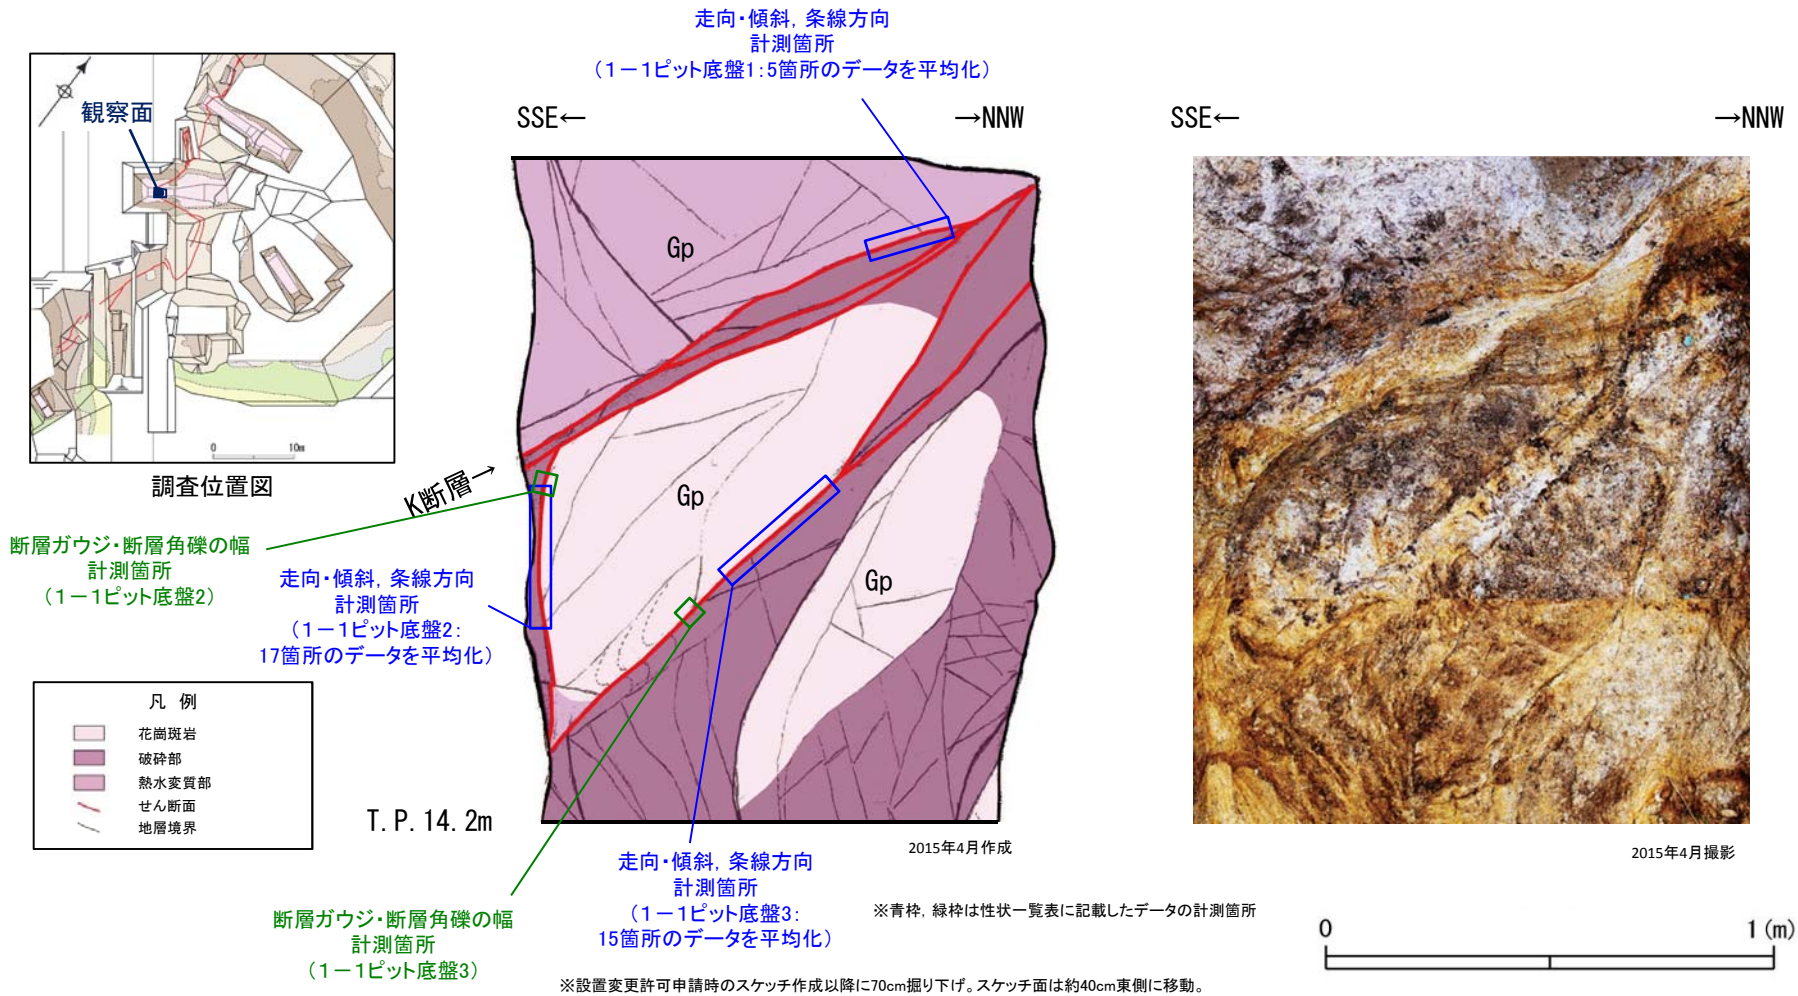 走向・傾斜，条線方向
計測箇所
（１－１ピット底盤1：5箇所のデータを平均化）
観察面
0 10m
調査位置図
SSE← →NNW
SSE← →NNW
Gp
Gp
Gp
K断層→
断層ガウジ・断層角礫の幅
計測箇所
（１－１ピット底盤2）
走向・傾斜，条線方向
計測箇所
（１－１ピット底盤2：
17箇所のデータを平均化）
凡 例
花崗斑岩
破砕部
熱水変質部
せん断面
地層境界
T.P.14.2m
2015年4月作成
2015年4月撮影
走向・傾斜，条線方向
計測箇所
（１－１ピット底盤3：
15箇所のデータを平均化）
断層ガウジ・断層角礫の幅
計測箇所
（１－１ピット底盤3）
※青枠，緑枠は性状一覧表に記載したデータの計測箇所
0 1 (m)
※設置変更許可申請時のスケッチ作成以降に70cm掘り下げ。スケッチ面は約40cm東側に移動。